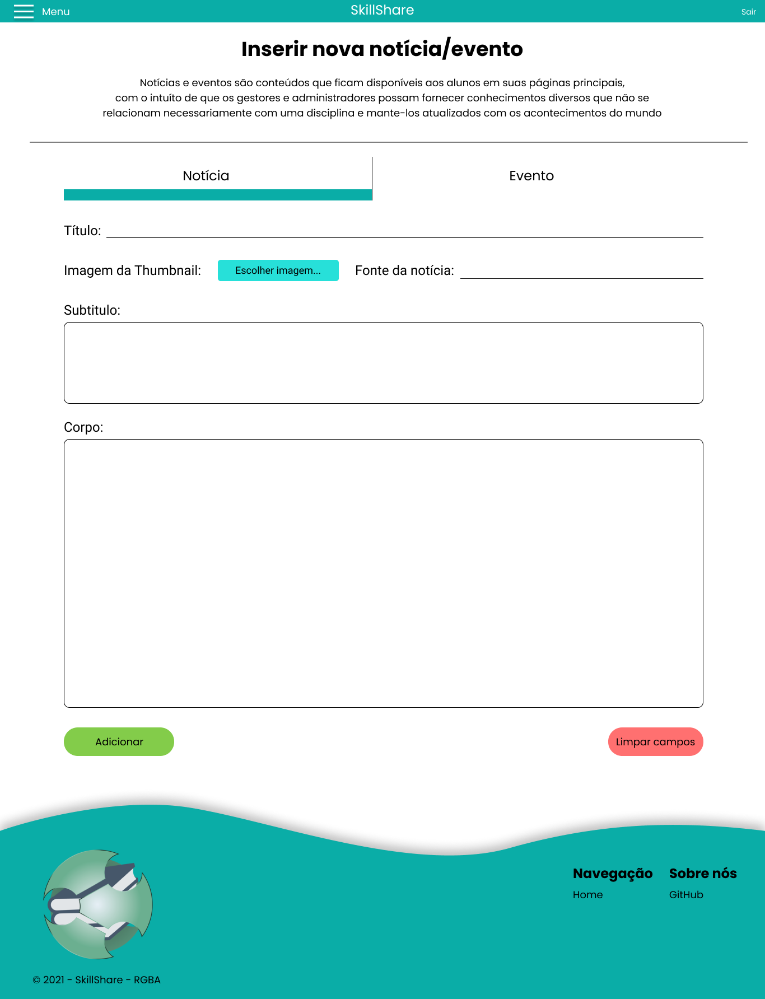 Menu
SkillShare
Sair
Inserir nova notícia/evento
Notícias e eventos são conteúdos que ficam disponíveis aos alunos em suas páginas principais,
com o intuíto de que os gestores e administradores possam fornecer conhecimentos diversos que não se
relacionam necessariamente com uma disciplina e mante-los atualizados com os acontecimentos do mundo
Notícia
Evento
Título:
Imagem da Thumbnail:
Escolher imagem...
Fonte da notícia:
Subtitulo:
Corpo:
Adicionar
Limpar campos
Navegação
Home
Sobre nós
GitHub
© 2021 - SkillShare - RGBA